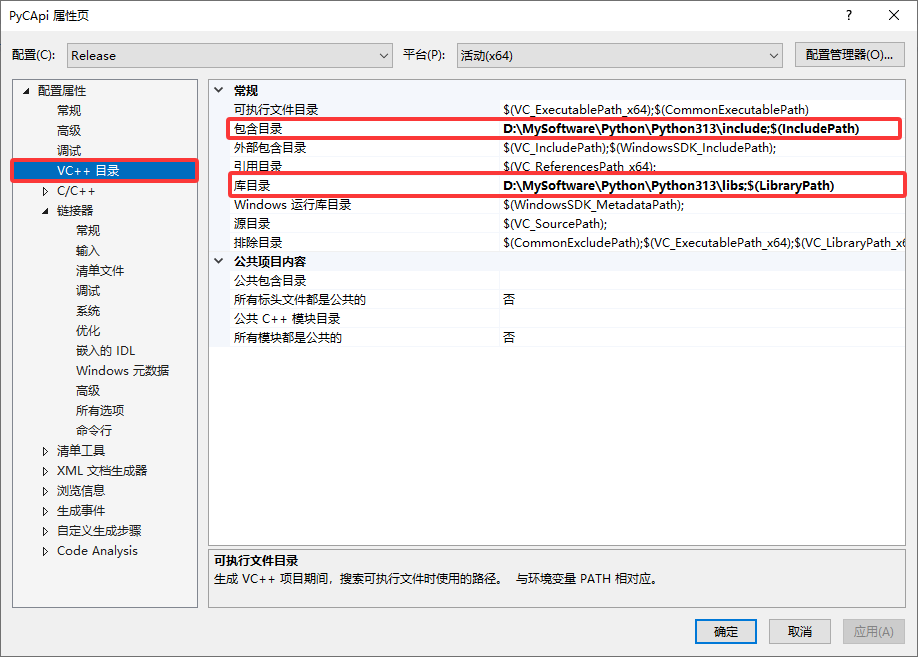 PyCApi 属性页
配置(C): Release 平台(P): 活动(x64) 配置管理器(O)...
配置属性
常规
高级
调试
VC++ 目录
C/C++
链接器
常规
输入
清单文件
调试
系统
优化
嵌入的 IDL
Windows 元数据
高级
所有选项
命令行
清单工具
XML 文档生成器
浏览信息
生成事件
自定义生成步骤
Code Analysis
常规
可执行文件目录 $(VC_ExecutablePath_x64);$(CommonExecutablePath)
包含目录 D:\MySoftware\Python\Python313\include;$(IncludePath)
外部包含目录 $(VC_IncludePath);$(WindowsSDK_IncludePath);
引用目录 $(VC_ReferencesPath_x64);
库目录 D:\MySoftware\Python\Python313\libs;$(LibraryPath)
Windows 运行库目录 $(WindowsSDK_MetadataPath);
源目录 $(VC_SourcePath);
排除目录 $(CommonExcludePath);$(VC_ExecutablePath_x64);$(VC_LibraryPath_x6
公共项目内容
公共包含目录
所有标头文件都是公共的 否
公共 C++ 模块目录
所有模块都是公共的 否
可执行文件目录
生成 VC++ 项目期间，搜索可执行文件时使用的路径。 与环境变量 PATH 相对应。
确定 取消 应用(A)